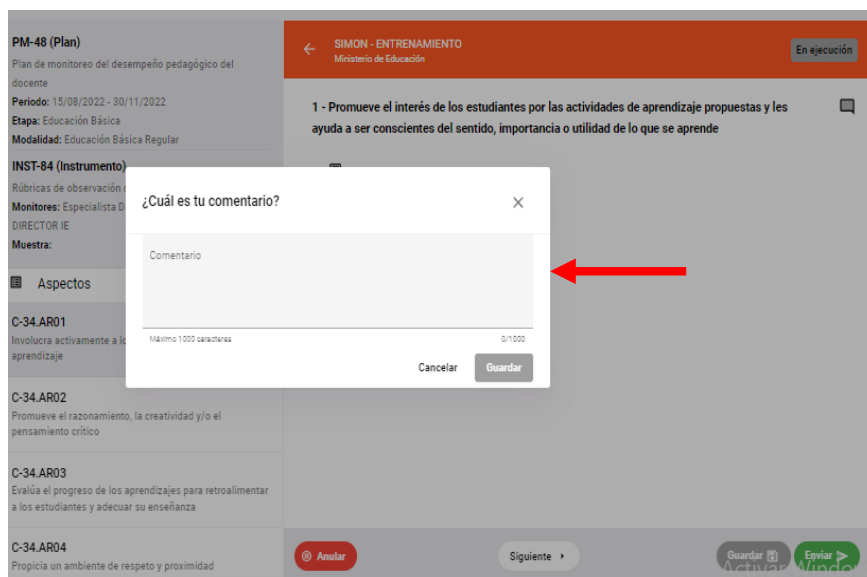 PM-48 (Plan)
Plan de monitoreo del desempeño pedagógico del
docente
Periodo: 15/08/2022 - 30/11/2022
Etapa: Educación Básica
Modalidad: Educación Básica Regular
INST-84 (Instrumento)
Rúbricas de observación
Monitores: Especialista D
DIRECTOR IE
Muestra:
Aspectos
C-34.AR01
Involucra activamente a
aprendizaje
C-34.AR02
Promueve el razonamiento, la creatividad y/o el
pensamiento crítico
C-34.AR03
Evalúa el progreso de los aprendizajes para retroalimentar
a los estudiantes y adecuar su enseñanza
C-34.AR04
Propicia un ambiente de respeto y proximidad
SIMON - ENTRENAMIENTO
Ministerio de Educación
En ejecución
1 - Promueve el interés de los estudiantes por las actividades de aprendizaje propuestas y les
ayuda a ser conscientes del sentido, importancia o utilidad de lo que se aprende
¿Cuál es tu comentario?
Comentario
Máximo 1000 caracteres
0/1000
Cancelar
Guardar
Anular
Siguiente
Guardar
Enviar
Activar Window